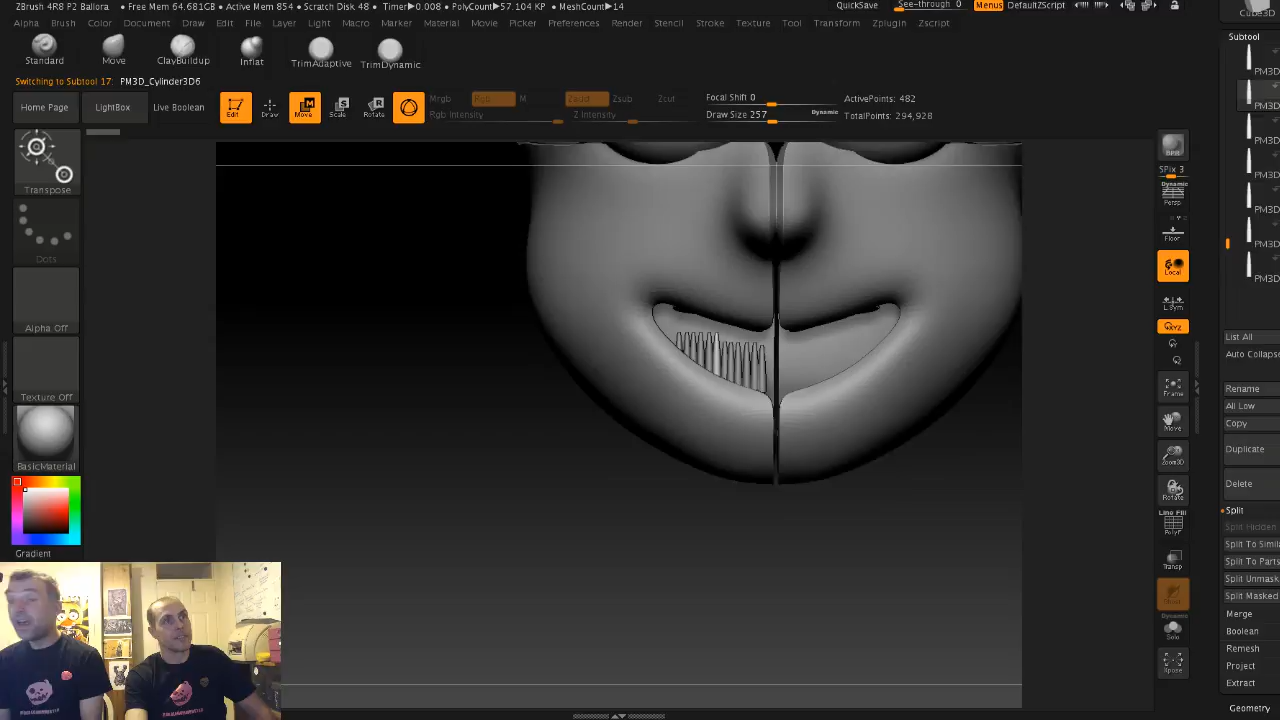 ZBrush 4R8 P2 Ballora • Free Mem 64.681GB • Active Mem 854 • Scratch Disk 48 • Timer▶0.008 • PolyCount▶57.104 KP • MeshCount▶14
QuickSave See-through 0 Menus DefaultZScript
Alpha Brush Color Document Draw Edit File Layer Light Macro Marker Material Movie Picker Preferences Render Stencil Stroke Texture Tool Transform Zplugin Zscript
Cube3D
Subtool
Standard Move ClayBuildup Inflat TrimAdaptive TrimDynamic
PM3D
Switching to Subtool 17: PM3D_Cylinder3D6
Home Page LightBox Live Boolean
Edit Draw Move Scale Rotate
Mrgb Rgb M Zadd Zsub Zcut
Rgb Intensity Z Intensity
Focal Shift 0
Draw Size 257 Dynamic
ActivePoints: 482
TotalPoints: 294,928
PM3D
PM3D
PM3D
PM3D
PM3D
PM3D
Transpose
Dots
Alpha Off
Texture Off
BasicMaterial
Gradient
BPR
SPix 3
Dynamic
Persp
Floor
Local
L.Sym
XYZ
Frame
Move
Zoom3D
Rotate
Line Fill
PolyF
Transp
Ghost
Dynamic
Solo
Xpose
List All
Auto Collapse
Rename
All Low
Copy
Duplicate
Delete
Split
Split Hidden
Split To Simila
Split To Parts
Split Unmask
Split Masked
Merge
Boolean
Remesh
Project
Extract
Geometry